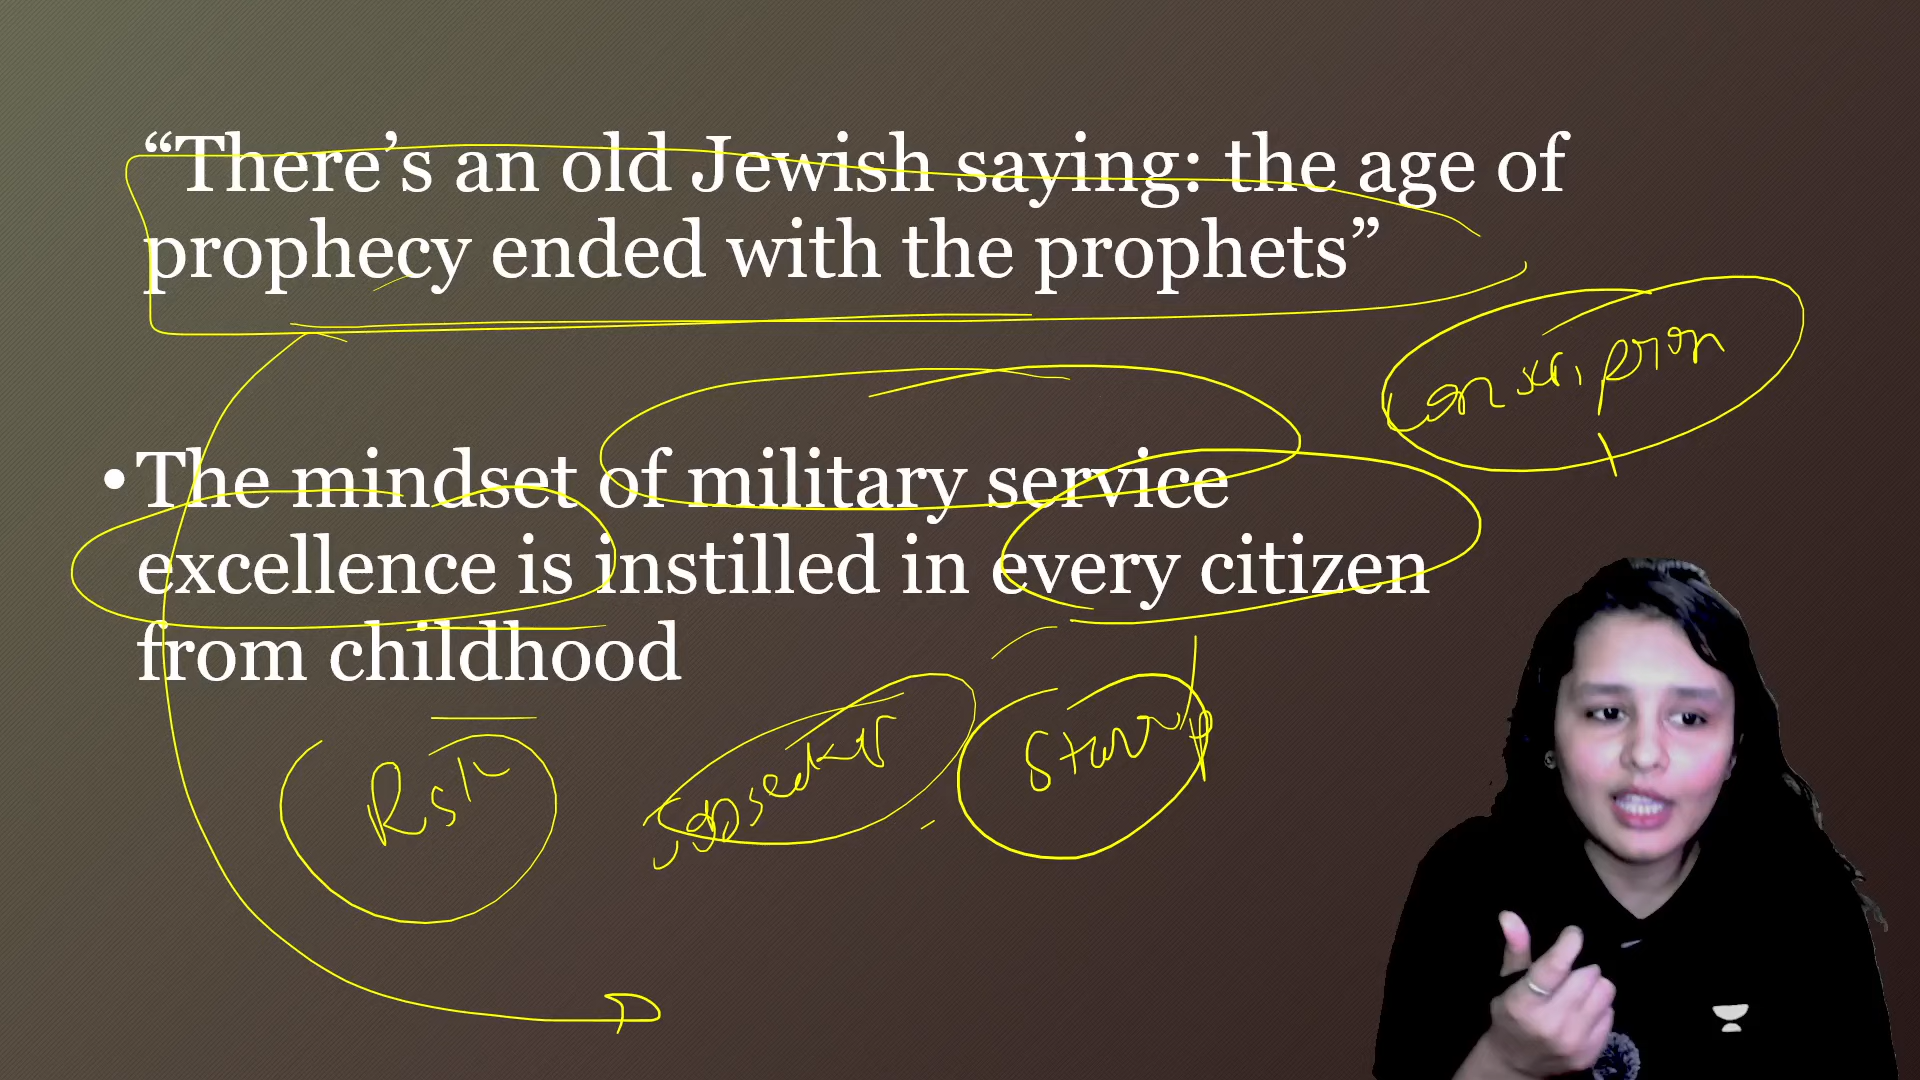 “There’s an old Jewish saying: the age of
prophecy ended with the prophets”
conscription
•The mindset of military service
excellence is instilled in every citizen
from childhood
Risk
Jobseeker
Startup